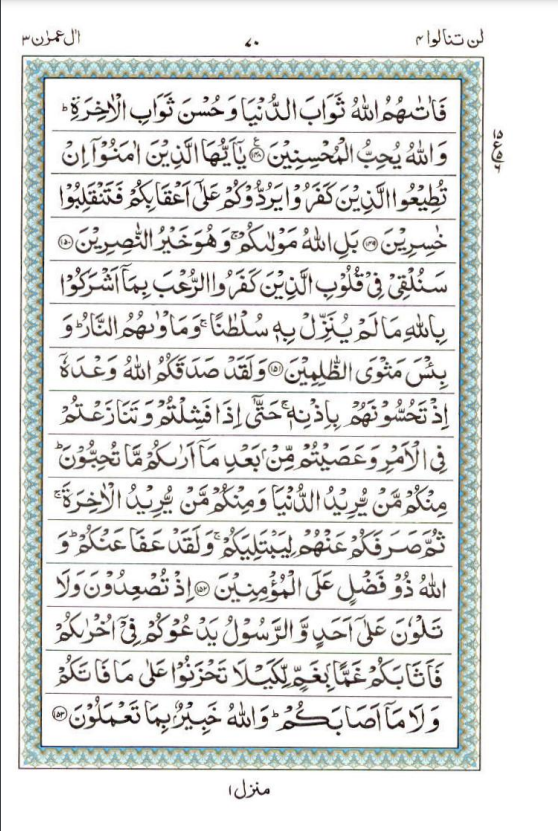 لن تنالوا ۴ ۷۰ اٰل عمرٰن ۳
فَاٰتٰىهُمُ اللّٰهُ ثَوَابَ الدُّنْيَا وَحُسْنَ ثَوَابِ الْاٰخِرَةِ ؕ
وَاللّٰهُ يُحِبُّ الْمُحْسِنِيْنَ ﴿۱۴۸﴾ يٰۤاَيُّهَا الَّذِيْنَ اٰمَنُوْۤا اِنْ
تُطِيْعُوا الَّذِيْنَ كَفَرُوْا يَرُدُّوْكُمْ عَلٰۤى اَعْقَابِكُمْ فَتَنْقَلِبُوْا
خٰسِرِيْنَ ﴿۱۴۹﴾ بَلِ اللّٰهُ مَوْلٰىكُمْ ۚ وَهُوَ خَيْرُ النّٰصِرِيْنَ ﴿۱۵۰﴾
سَنُلْقِيْ فِيْ قُلُوْبِ الَّذِيْنَ كَفَرُوا الرُّعْبَ بِمَاۤ اَشْرَكُوْا
بِاللّٰهِ مَا لَمْ يُنَزِّلْ بِهٖ سُلْطٰنًا ۚ وَمَاْوٰىهُمُ النَّارُ ؕ وَ
بِئْسَ مَثْوَى الظّٰلِمِيْنَ ﴿۱۵۱﴾ وَلَقَدْ صَدَقَكُمُ اللّٰهُ وَعْدَهٗۤ
اِذْ تَحُسُّوْنَهُمْ بِاِذْنِهٖ ۚ حَتّٰۤى اِذَا فَشِلْتُمْ وَتَنَازَعْتُمْ
فِي الْاَمْرِ وَعَصَيْتُمْ مِّنْۢ بَعْدِ مَاۤ اَرٰىكُمْ مَّا تُحِبُّوْنَ ؕ
مِنْكُمْ مَّنْ يُّرِيْدُ الدُّنْيَا وَمِنْكُمْ مَّنْ يُّرِيْدُ الْاٰخِرَةَ ۚ
ثُمَّ صَرَفَكُمْ عَنْهُمْ لِيَبْتَلِيَكُمْ ۚ وَلَقَدْ عَفَا عَنْكُمْ ؕ وَ
اللّٰهُ ذُوْ فَضْلٍ عَلَى الْمُؤْمِنِيْنَ ﴿۱۵۲﴾ اِذْ تُصْعِدُوْنَ وَلَا
تَلْوٗنَ عَلٰۤى اَحَدٍ وَّالرَّسُوْلُ يَدْعُوْكُمْ فِيْۤ اُخْرٰىكُمْ
فَاَثَابَكُمْ غَمًّۢا بِغَمٍّ لِّكَيْلَا تَحْزَنُوْا عَلٰى مَا فَاتَكُمْ
وَلَا مَاۤ اَصَابَكُمْ ؕ وَاللّٰهُ خَبِيْرٌۢ بِمَا تَعْمَلُوْنَ ﴿۱۵۳﴾
منزل ۱